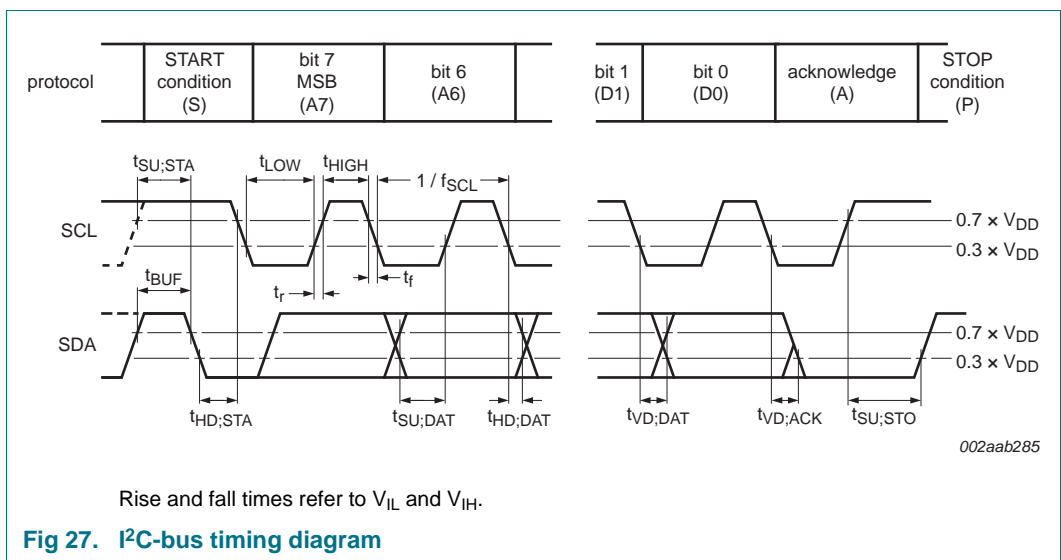 protocol
START
condition
(S)
bit 7
MSB
(A7)
bit 6
(A6)
bit 1
(D1)
bit 0
(D0)
acknowledge
(A)
STOP
condition
(P)
tSU;STA
tLOW
tHIGH
1 / fSCL
SCL
0.7 × VDD
0.3 × VDD
tBUF
tr
tf
SDA
0.7 × VDD
0.3 × VDD
tHD;STA
tSU;DAT
tHD;DAT
tVD;DAT
tVD;ACK
tSU;STO
002aab285
Rise and fall times refer to VIL and VIH.
Fig 27. I²C-bus timing diagram